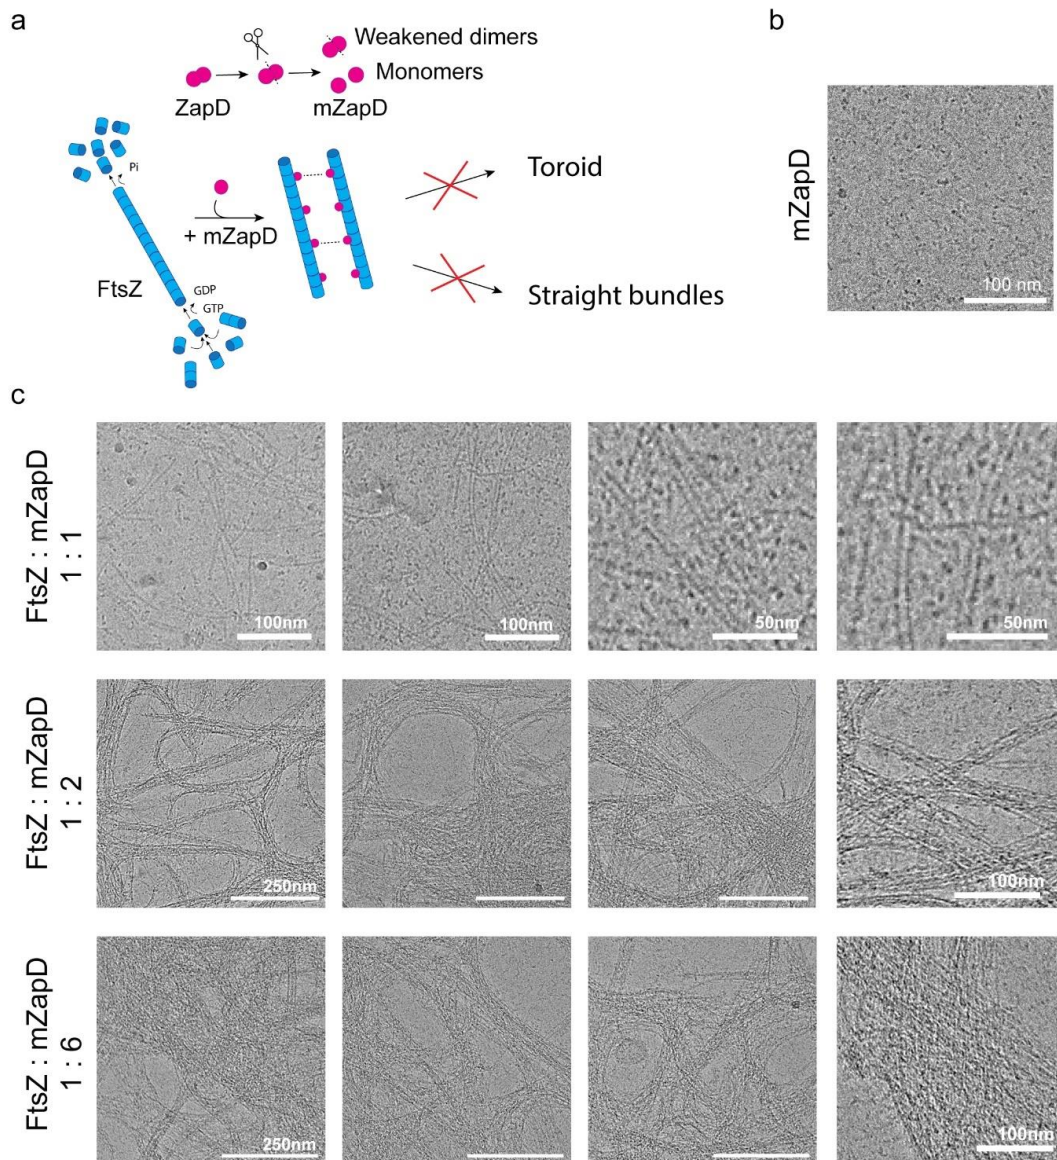 a
Weakened dimers
Monomers
ZapD
mZapD
Pi
+ mZapD
FtsZ
GDP
GTP
Toroid
Straight bundles
b
mZapD
100 nm
c
FtsZ : mZapD
1 : 1
100nm
100nm
50nm
50nm
FtsZ : mZapD
1 : 2
250nm
100nm
FtsZ : mZapD
1 : 6
250nm
100nm